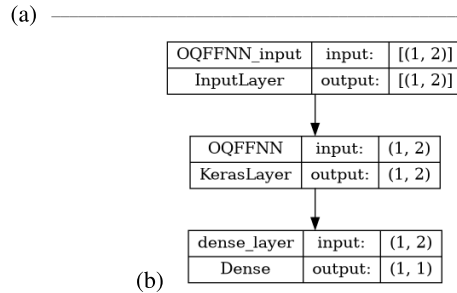 (a)
OQFFNN_input input: [(1, 2)]
InputLayer output: [(1, 2)]
OQFFNN input: (1, 2)
KerasLayer output: (1, 2)
dense_layer input: (1, 2)
Dense output: (1, 1)
(b)